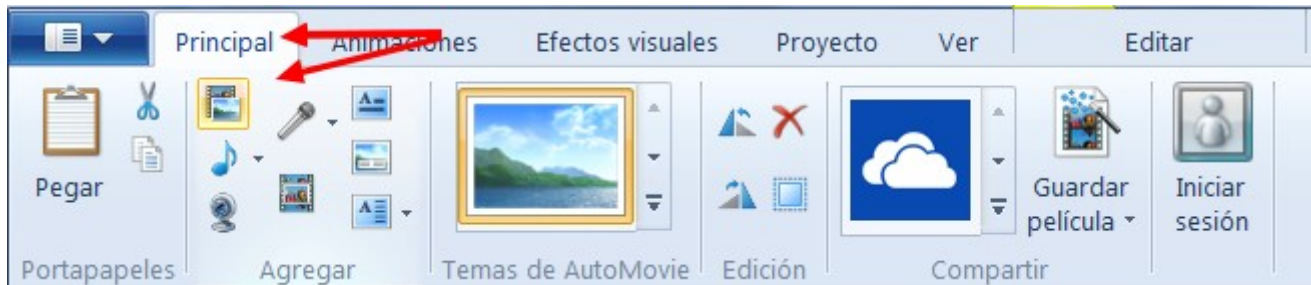 Principal Animaciones Efectos visuales Proyecto Ver Editar
Pegar
Guardar
película
Iniciar
sesión
Portapapeles Agregar Temas de AutoMovie Edición Compartir